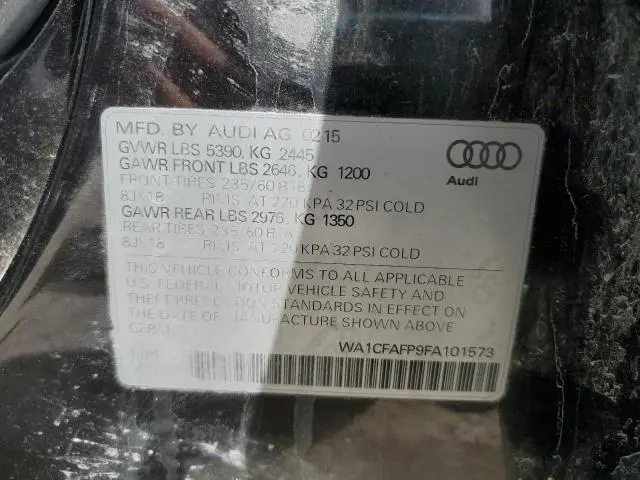 MFD. BY AUDI AG 02 15
GVWR LBS 5390, KG 2445
GAWR FRONT LBS 2646, KG 1200
FRONT TIRES 235/60 R18
8JX18 RIMS AT 220 KPA 32 PSI COLD
GAWR REAR LBS 2976, KG 1350
REAR TIRES 235/60 R18
8JX18 RIMS AT 220 KPA 32 PSI COLD
Audi
THIS VEHICLE CONFORMS TO ALL APPLICABLE
U.S. FEDERAL MOTOR VEHICLE SAFETY AND
THEFT PREVENTION STANDARDS IN EFFECT ON
THE DATE OF MANUFACTURE SHOWN ABOVE
WA1CFAFP9FA101573